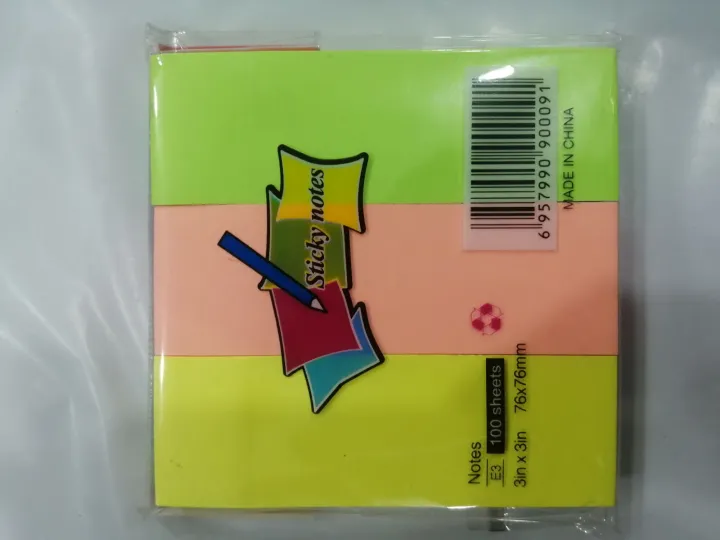 Sticky notes
Notes
E3 100 sheets
3in x 3in 76x76mm
6 957990 900091
MADE IN CHINA